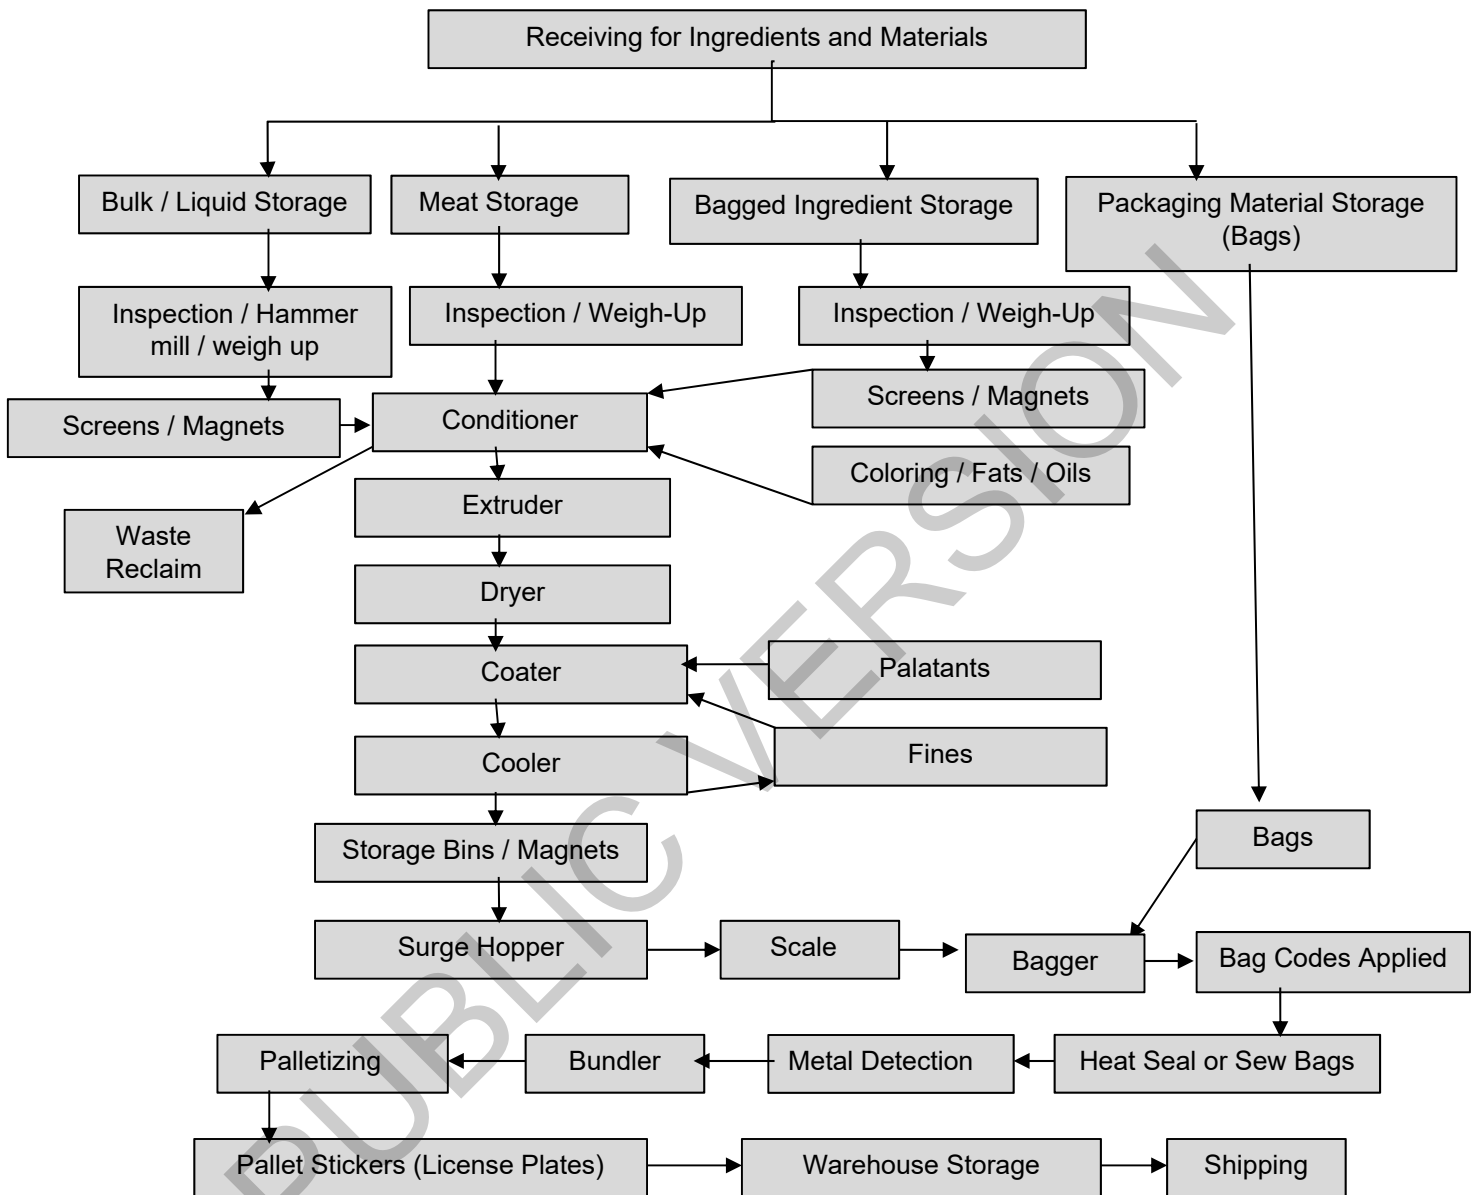 Receiving for Ingredients and Materials
Bulk / Liquid Storage
Meat Storage
Bagged Ingredient Storage
Packaging Material Storage
(Bags)
Inspection / Hammer
mill / weigh up
Inspection / Weigh-Up
Inspection / Weigh-Up
Screens / Magnets
Conditioner
Screens / Magnets
Coloring / Fats / Oils
Extruder
Waste
Reclaim
Dryer
Coater
Palatants
Cooler
Fines
Storage Bins / Magnets
Bags
Surge Hopper
Scale
Bagger
Bag Codes Applied
Palletizing
Bundler
Metal Detection
Heat Seal or Sew Bags
Pallet Stickers (License Plates)
Warehouse Storage
Shipping
PUBLIC VERSION